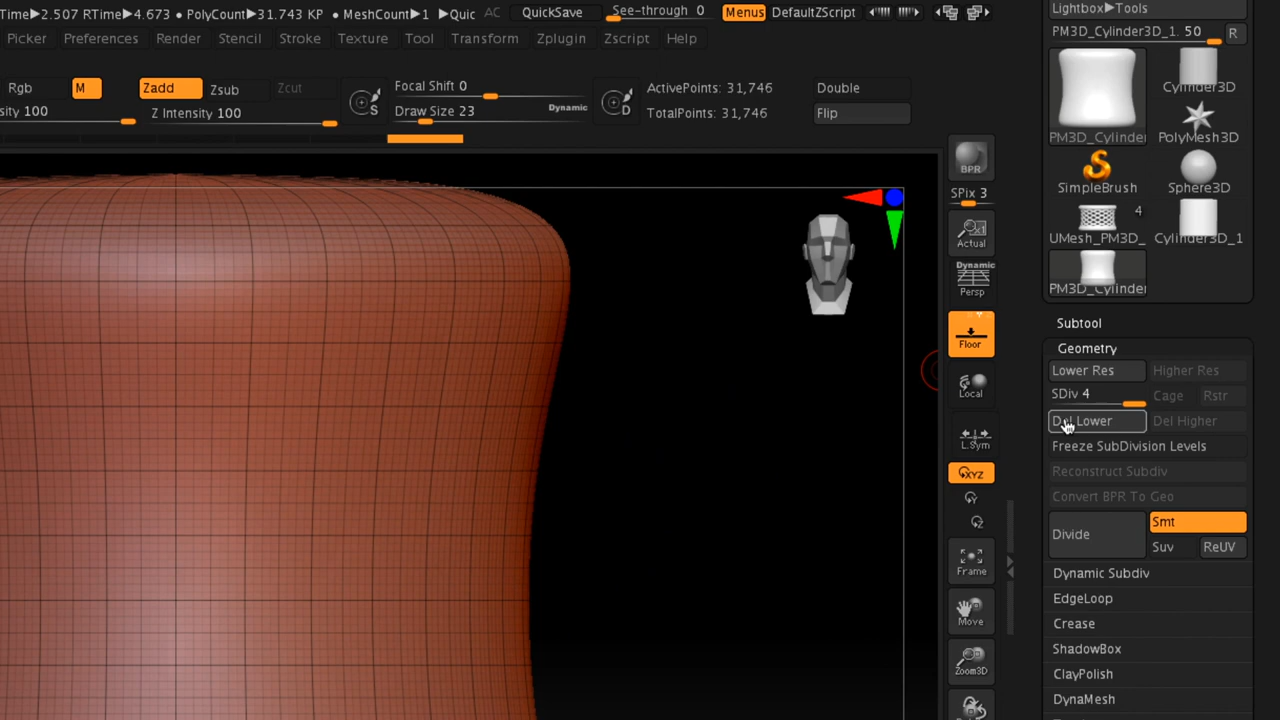 Time▶2.507 RTime▶4.673 • PolyCount▶31.743 KP • MeshCount▶1 ▶Quic AC QuickSave See-through 0 Menus DefaultZScript
Picker Preferences Render Stencil Stroke Texture Tool Transform Zplugin Zscript Help
Rgb M Zadd Zsub Zcut
sity 100 Z Intensity 100
S
Focal Shift 0
Draw Size 23 Dynamic
D
ActivePoints: 31,746
TotalPoints: 31,746
Double
Flip
BPR
SPix 3
Actual
Dynamic
Persp
Floor
Local
L.Sym
XYZ
Y
Z
Frame
Move
Zoom3D
Lightbox▶Tools
PM3D_Cylinder3D_1. 50 R
PM3D_Cylinder
Cylinder3D
PolyMesh3D
SimpleBrush
Sphere3D
4
UMesh_PM3D_
Cylinder3D_1
PM3D_Cylinder
Subtool
Geometry
Lower Res Higher Res
SDiv 4 Cage Rstr
Del Lower Del Higher
Freeze SubDivision Levels
Reconstruct Subdiv
Convert BPR To Geo
Divide Smt
Suv ReUV
Dynamic Subdiv
EdgeLoop
Crease
ShadowBox
ClayPolish
DynaMesh